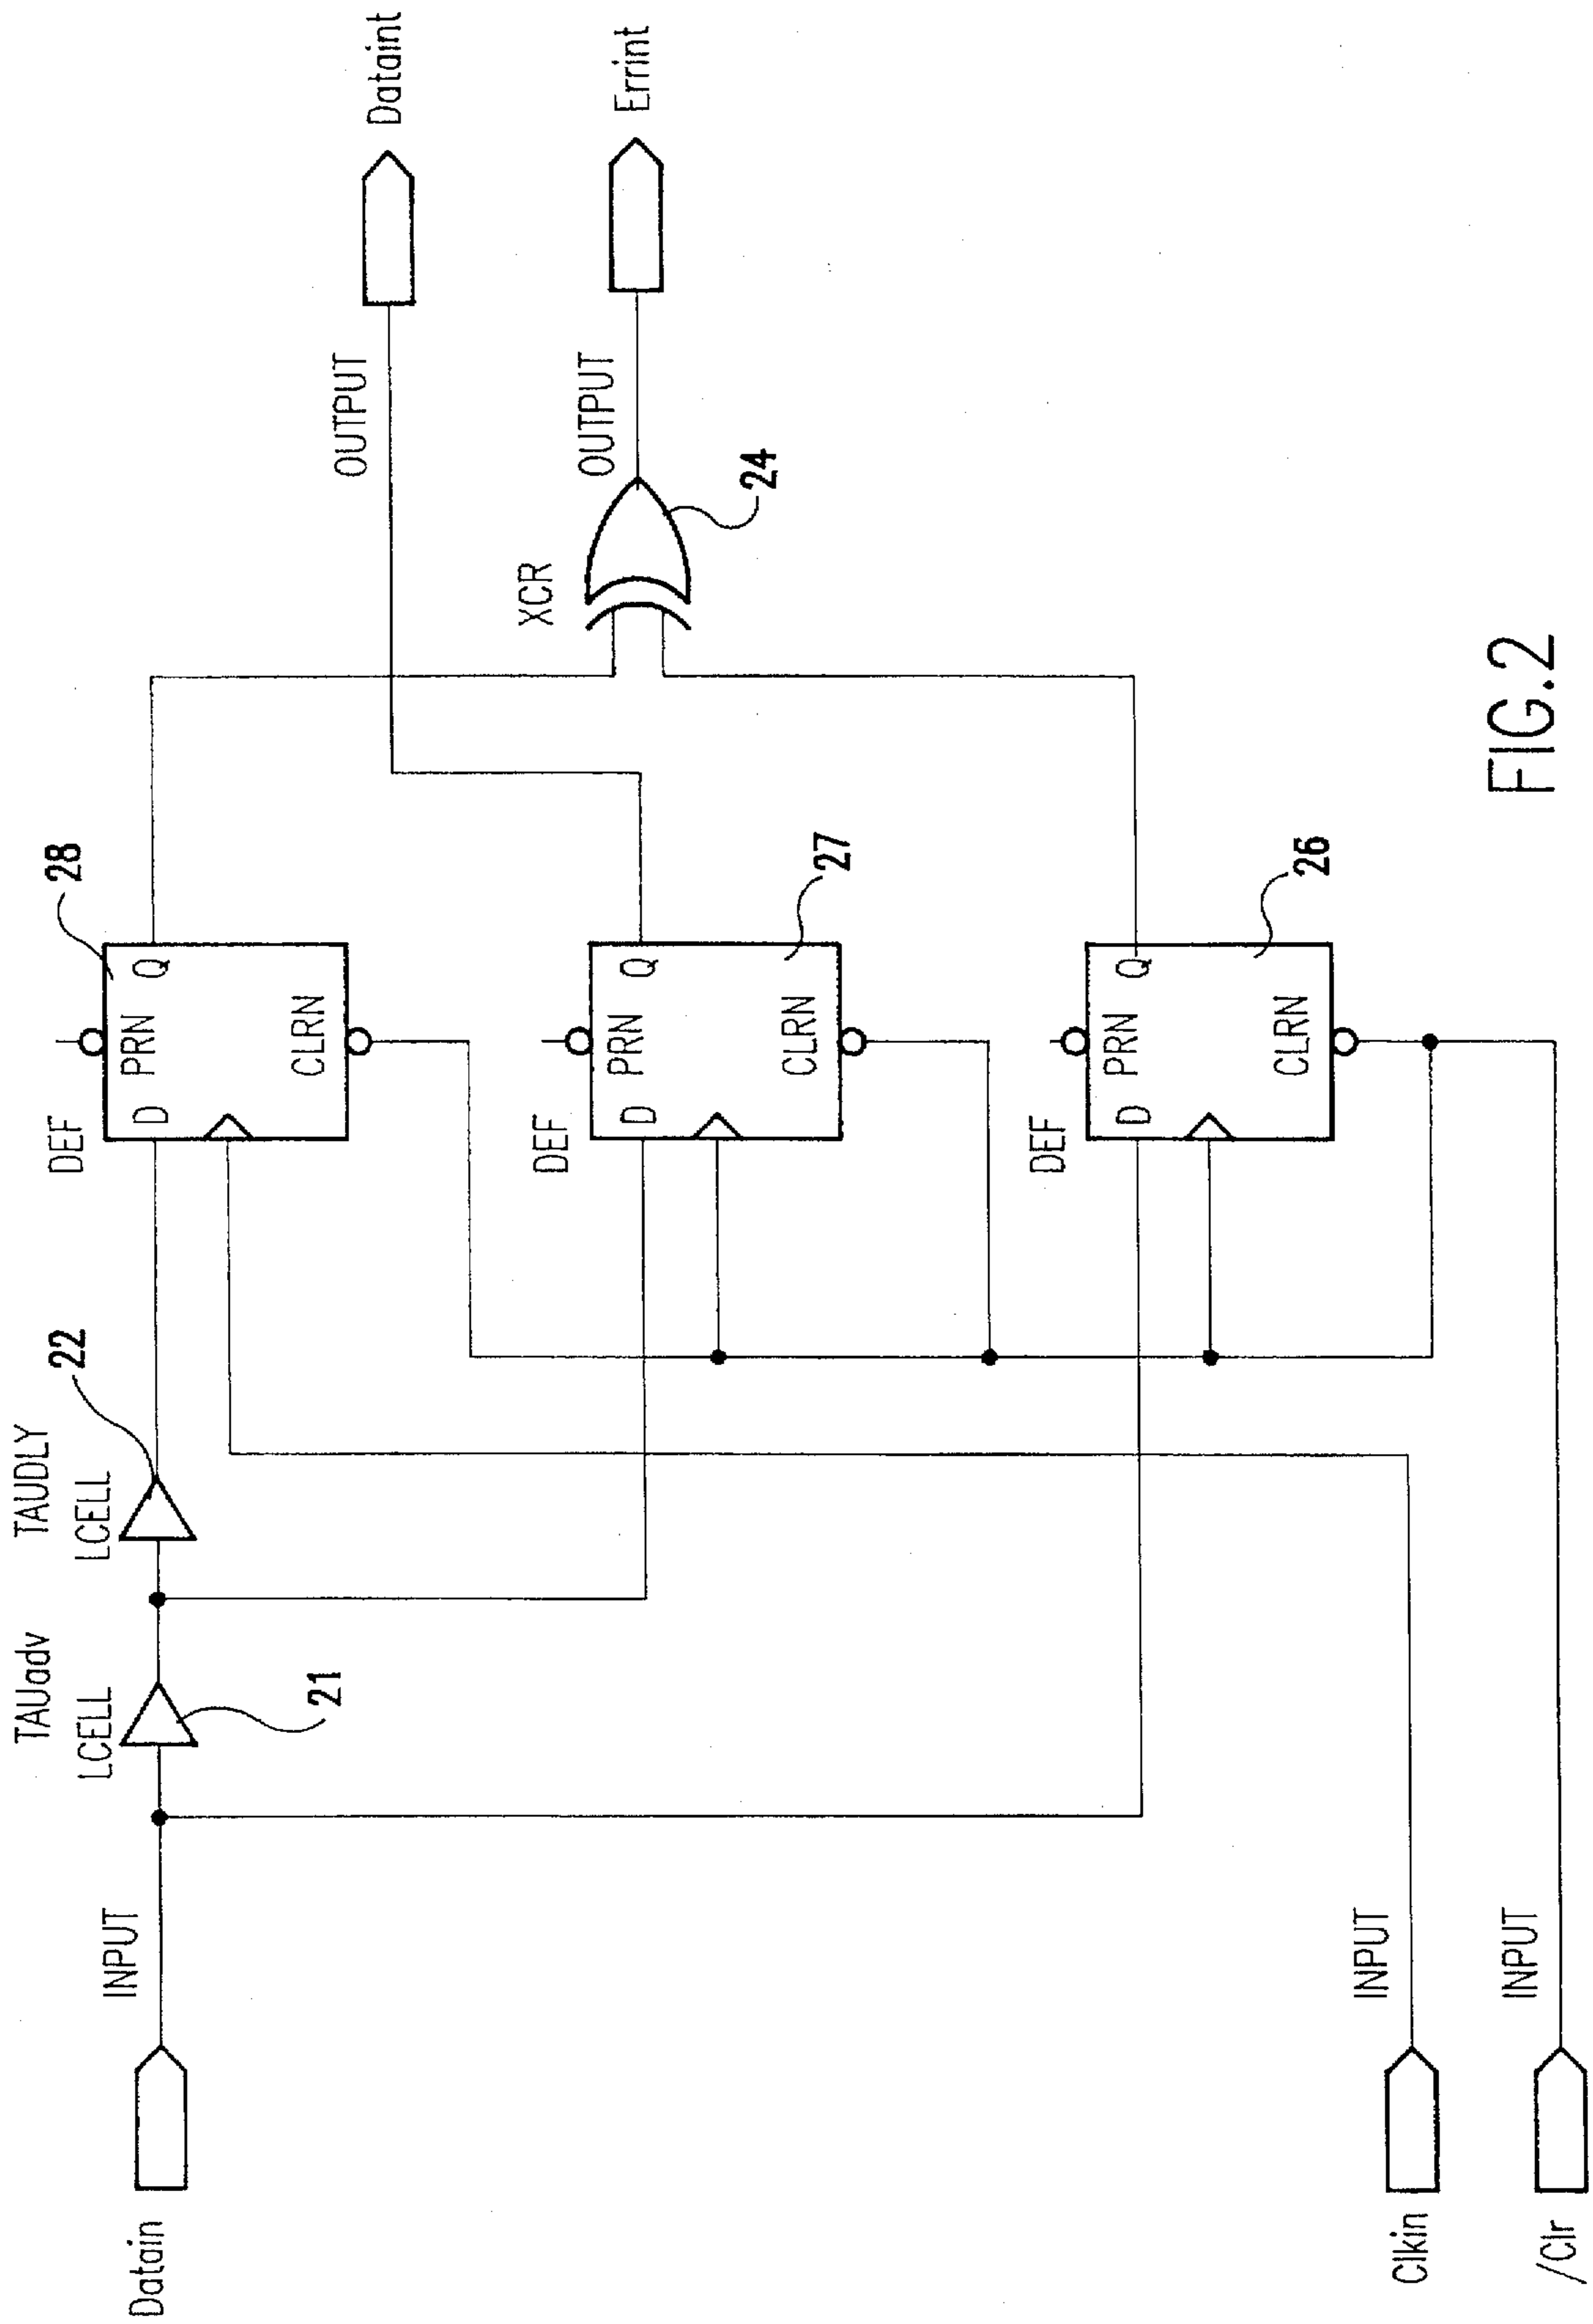 Datain
INPUT
TAUadv
LCELL
21
TAUDLY
LCELL
22
DEF
28
D
PRN
Q
CLRN
DEF
27
D
PRN
Q
CLRN
DEF
26
D
PRN
Q
CLRN
XCR
24
OUTPUT
Dataint
OUTPUT
Errint
Clkin
INPUT
/Clr
INPUT
FIG.2